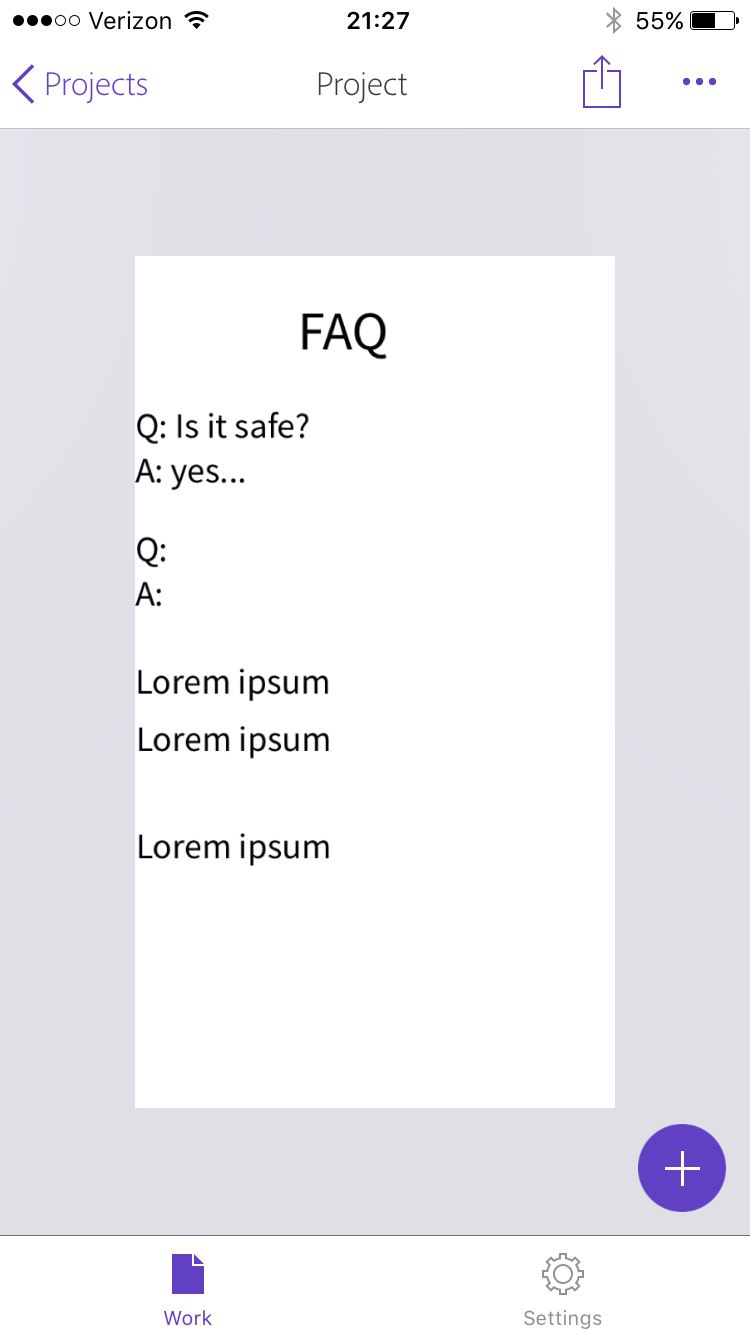 Verizon 21:27 55%
Projects Project
FAQ
Q: Is it safe?
A: yes...
Q:
A:
Lorem ipsum
Lorem ipsum
Lorem ipsum
Work Settings